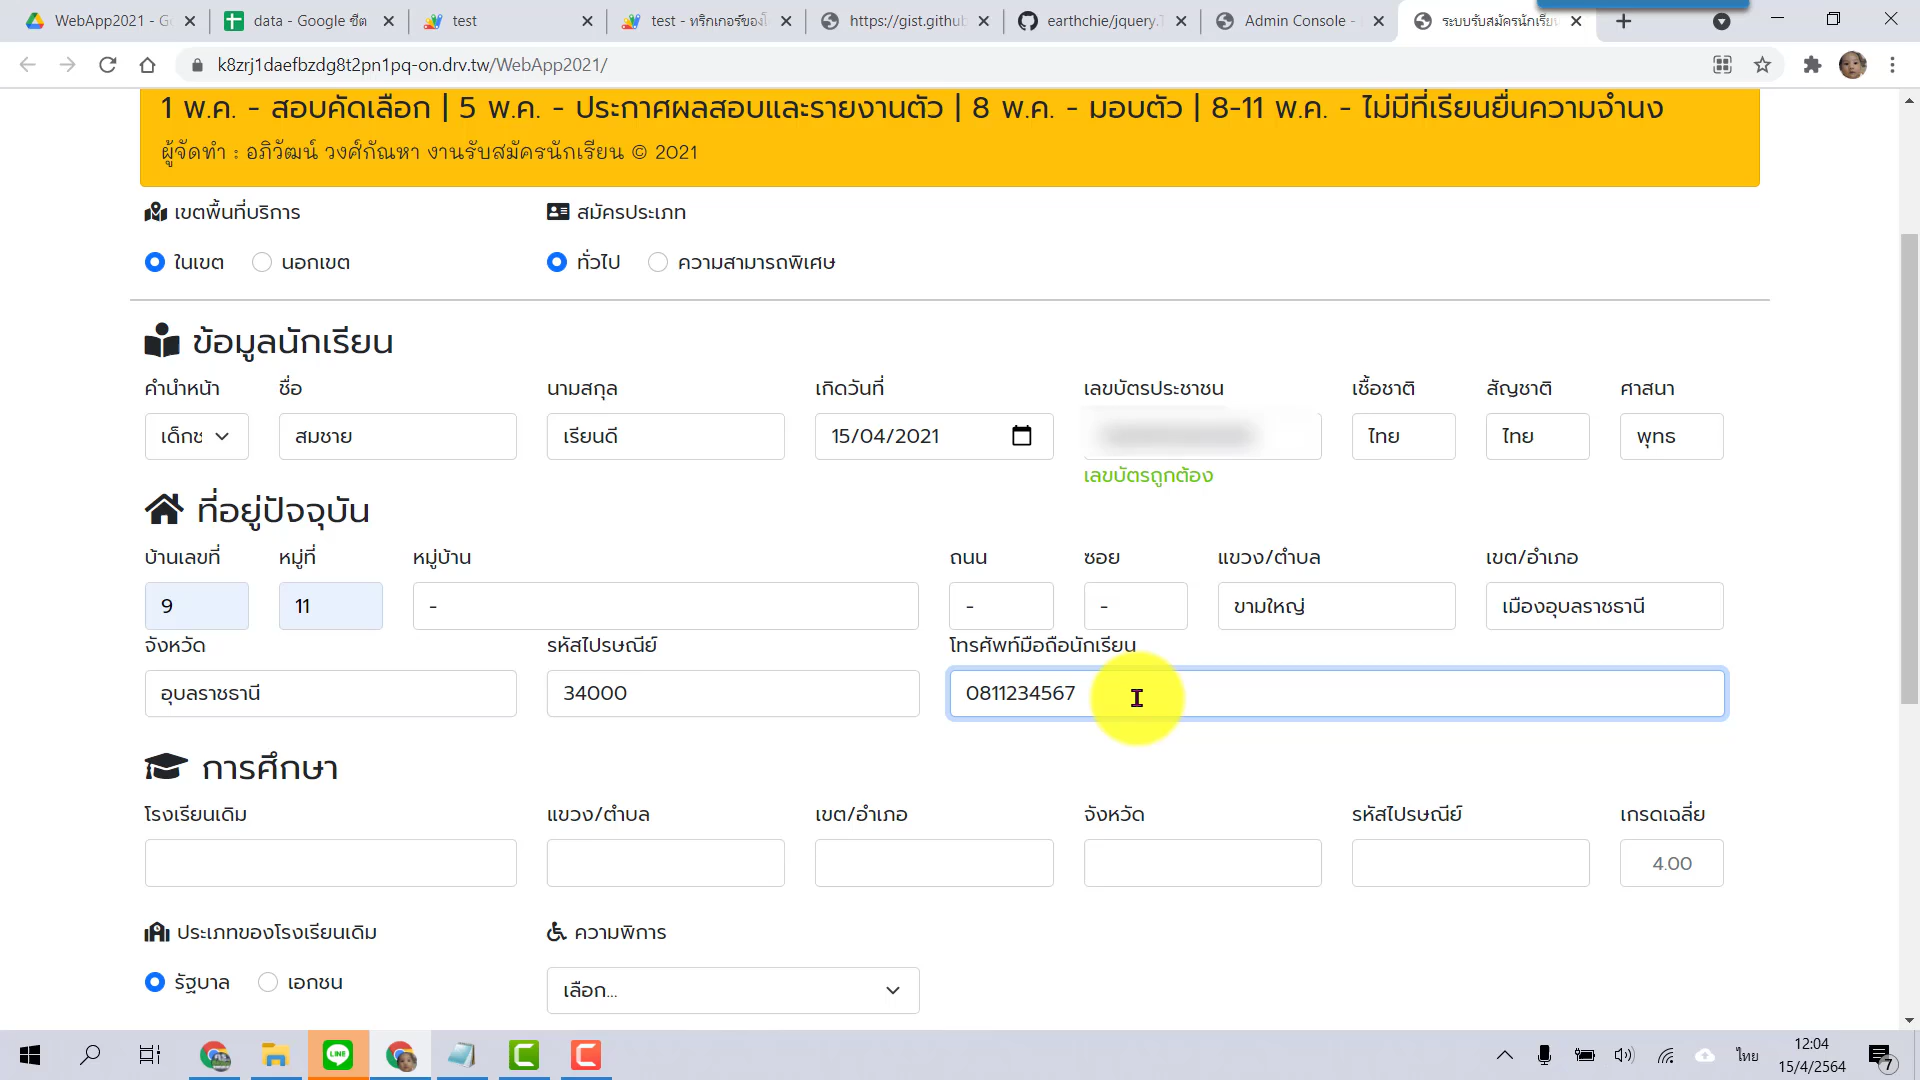 WebApp2021 - G
data - Google ชีต
test
test - ทริกเกอร์ของโ
https://gist.github
earthchie/jquery.T
Admin Console -
ระบบรับสมัครนักเรีย
k8zrj1daefbzdg8t2pn1pq-on.drv.tw/WebApp2021/
1 พ.ค. - สอบคัดเลือก | 5 พ.ค. - ประกาศผลสอบและรายงานตัว | 8 พ.ค. - มอบตัว | 8-11 พ.ค. - ไม่มีที่เรียนยื่นความจำนง
ผู้จัดทำ : อภิวัฒน์ วงศ์กัณหา งานรับสมัครนักเรียน © 2021
เขตพื้นที่บริการ สมัครประเภท
ในเขต นอกเขต ทั่วไป ความสามารถพิเศษ
ข้อมูลนักเรียน
คำนำหน้า ชื่อ นามสกุล เกิดวันที่ เลขบัตรประชาชน เชื้อชาติ สัญชาติ ศาสนา
เด็กช สมชาย เรียนดี 15/04/2021 ไทย ไทย พุทธ
เลขบัตรถูกต้อง
ที่อยู่ปัจจุบัน
บ้านเลขที่ หมู่ที่ หมู่บ้าน ถนน ซอย แขวง/ตำบล เขต/อำเภอ
9 11 - - - ขามใหญ่ เมืองอุบลราชธานี
จังหวัด รหัสไปรษณีย์ โทรศัพท์มือถือนักเรียน
อุบลราชธานี 34000 0811234567
การศึกษา
โรงเรียนเดิม แขวง/ตำบล เขต/อำเภอ จังหวัด รหัสไปรษณีย์ เกรดเฉลี่ย
4.00
ประเภทของโรงเรียนเดิม ความพิการ
รัฐบาล เอกชน เลือก...
LINE
ไทย
12:04
15/4/2564
7